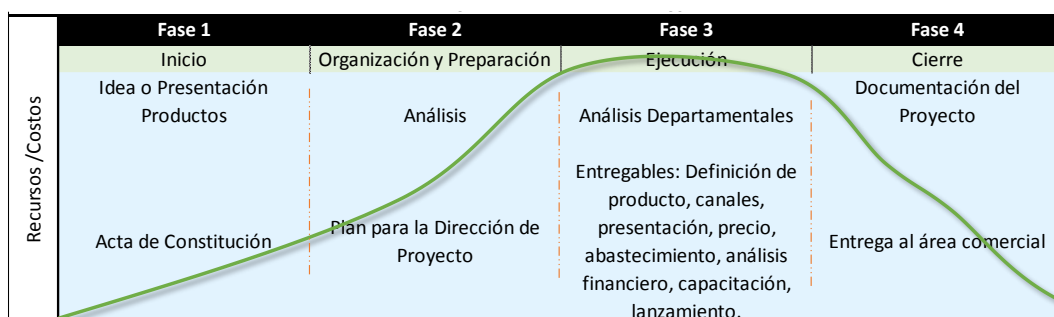 Fase 1 Fase 2 Fase 3 Fase 4
Inicio Organización y Preparación Ejecución Cierre
Recursos /Costos
Idea o Presentación
Productos
Acta de Constitución
Análisis
Plan para la Dirección de
Proyecto
Análisis Departamentales
Entregables: Definición de
producto, canales,
presentación, precio,
abastecimiento, análisis
financiero, capacitación,
lanzamiento.
Documentación del
Proyecto
Entrega al área comercial